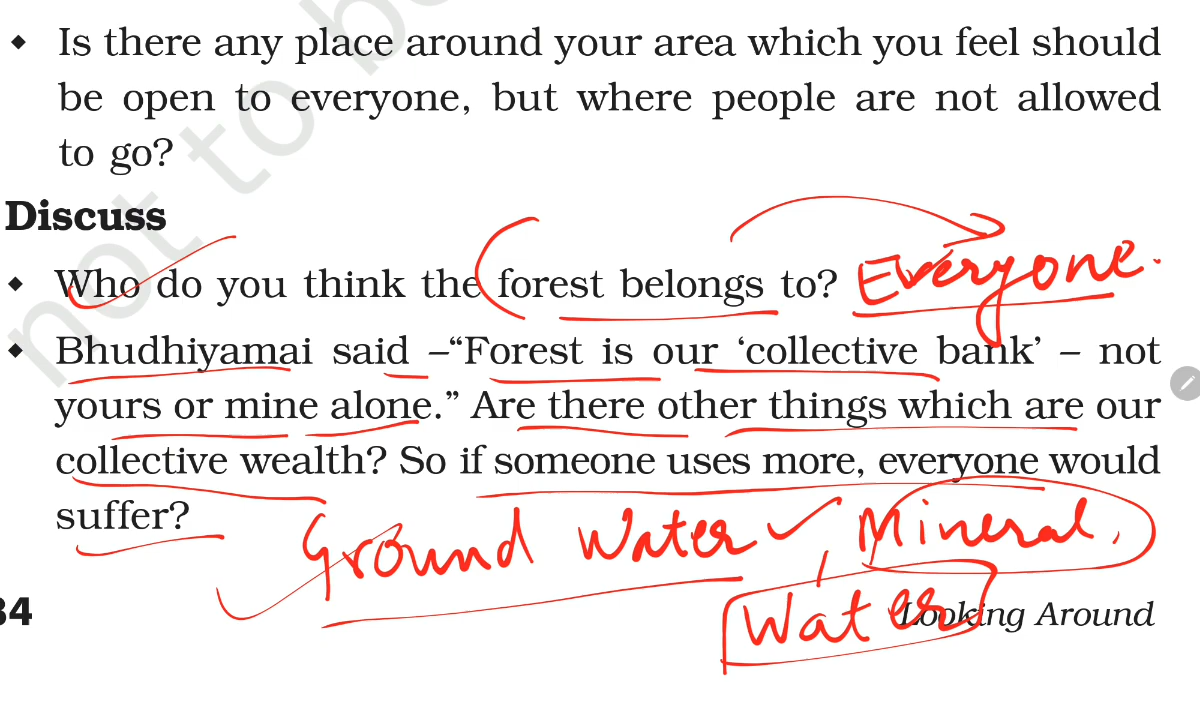 ◆ Is there any place around your area which you feel should
be open to everyone, but where people are not allowed
to go?
Discuss
◆ Who do you think the forest belongs to? Everyone.
◆ Bhudhiyamai said –“Forest is our ‘collective bank’ – not
yours or mine alone.” Are there other things which are our
collective wealth? So if someone uses more, everyone would
suffer?
Ground Water, Mineral,
Water
34 Looking Around
not to be